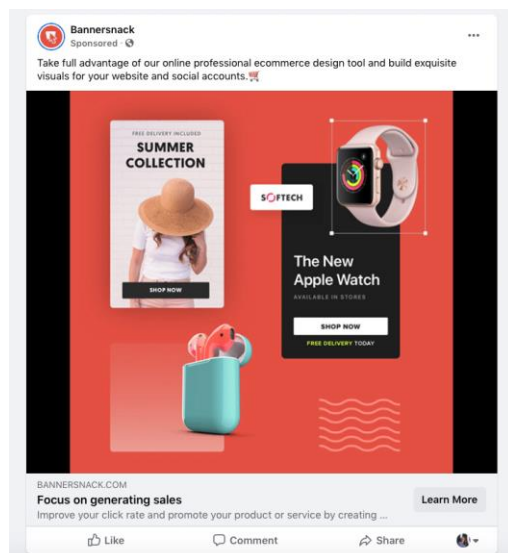 Bannersnack
Sponsored ·
Take full advantage of our online professional ecommerce design tool and build exquisite
visuals for your website and social accounts.
FREE DELIVERY INCLUDED
SUMMER
COLLECTION
SHOP NOW
SOFTECH
The New
Apple Watch
AVAILABLE IN STORES
SHOP NOW
FREE DELIVERY TODAY
BANNERSNACK.COM
Focus on generating sales
Improve your click rate and promote your product or service by creating ...
Learn More
Like
Comment
Share